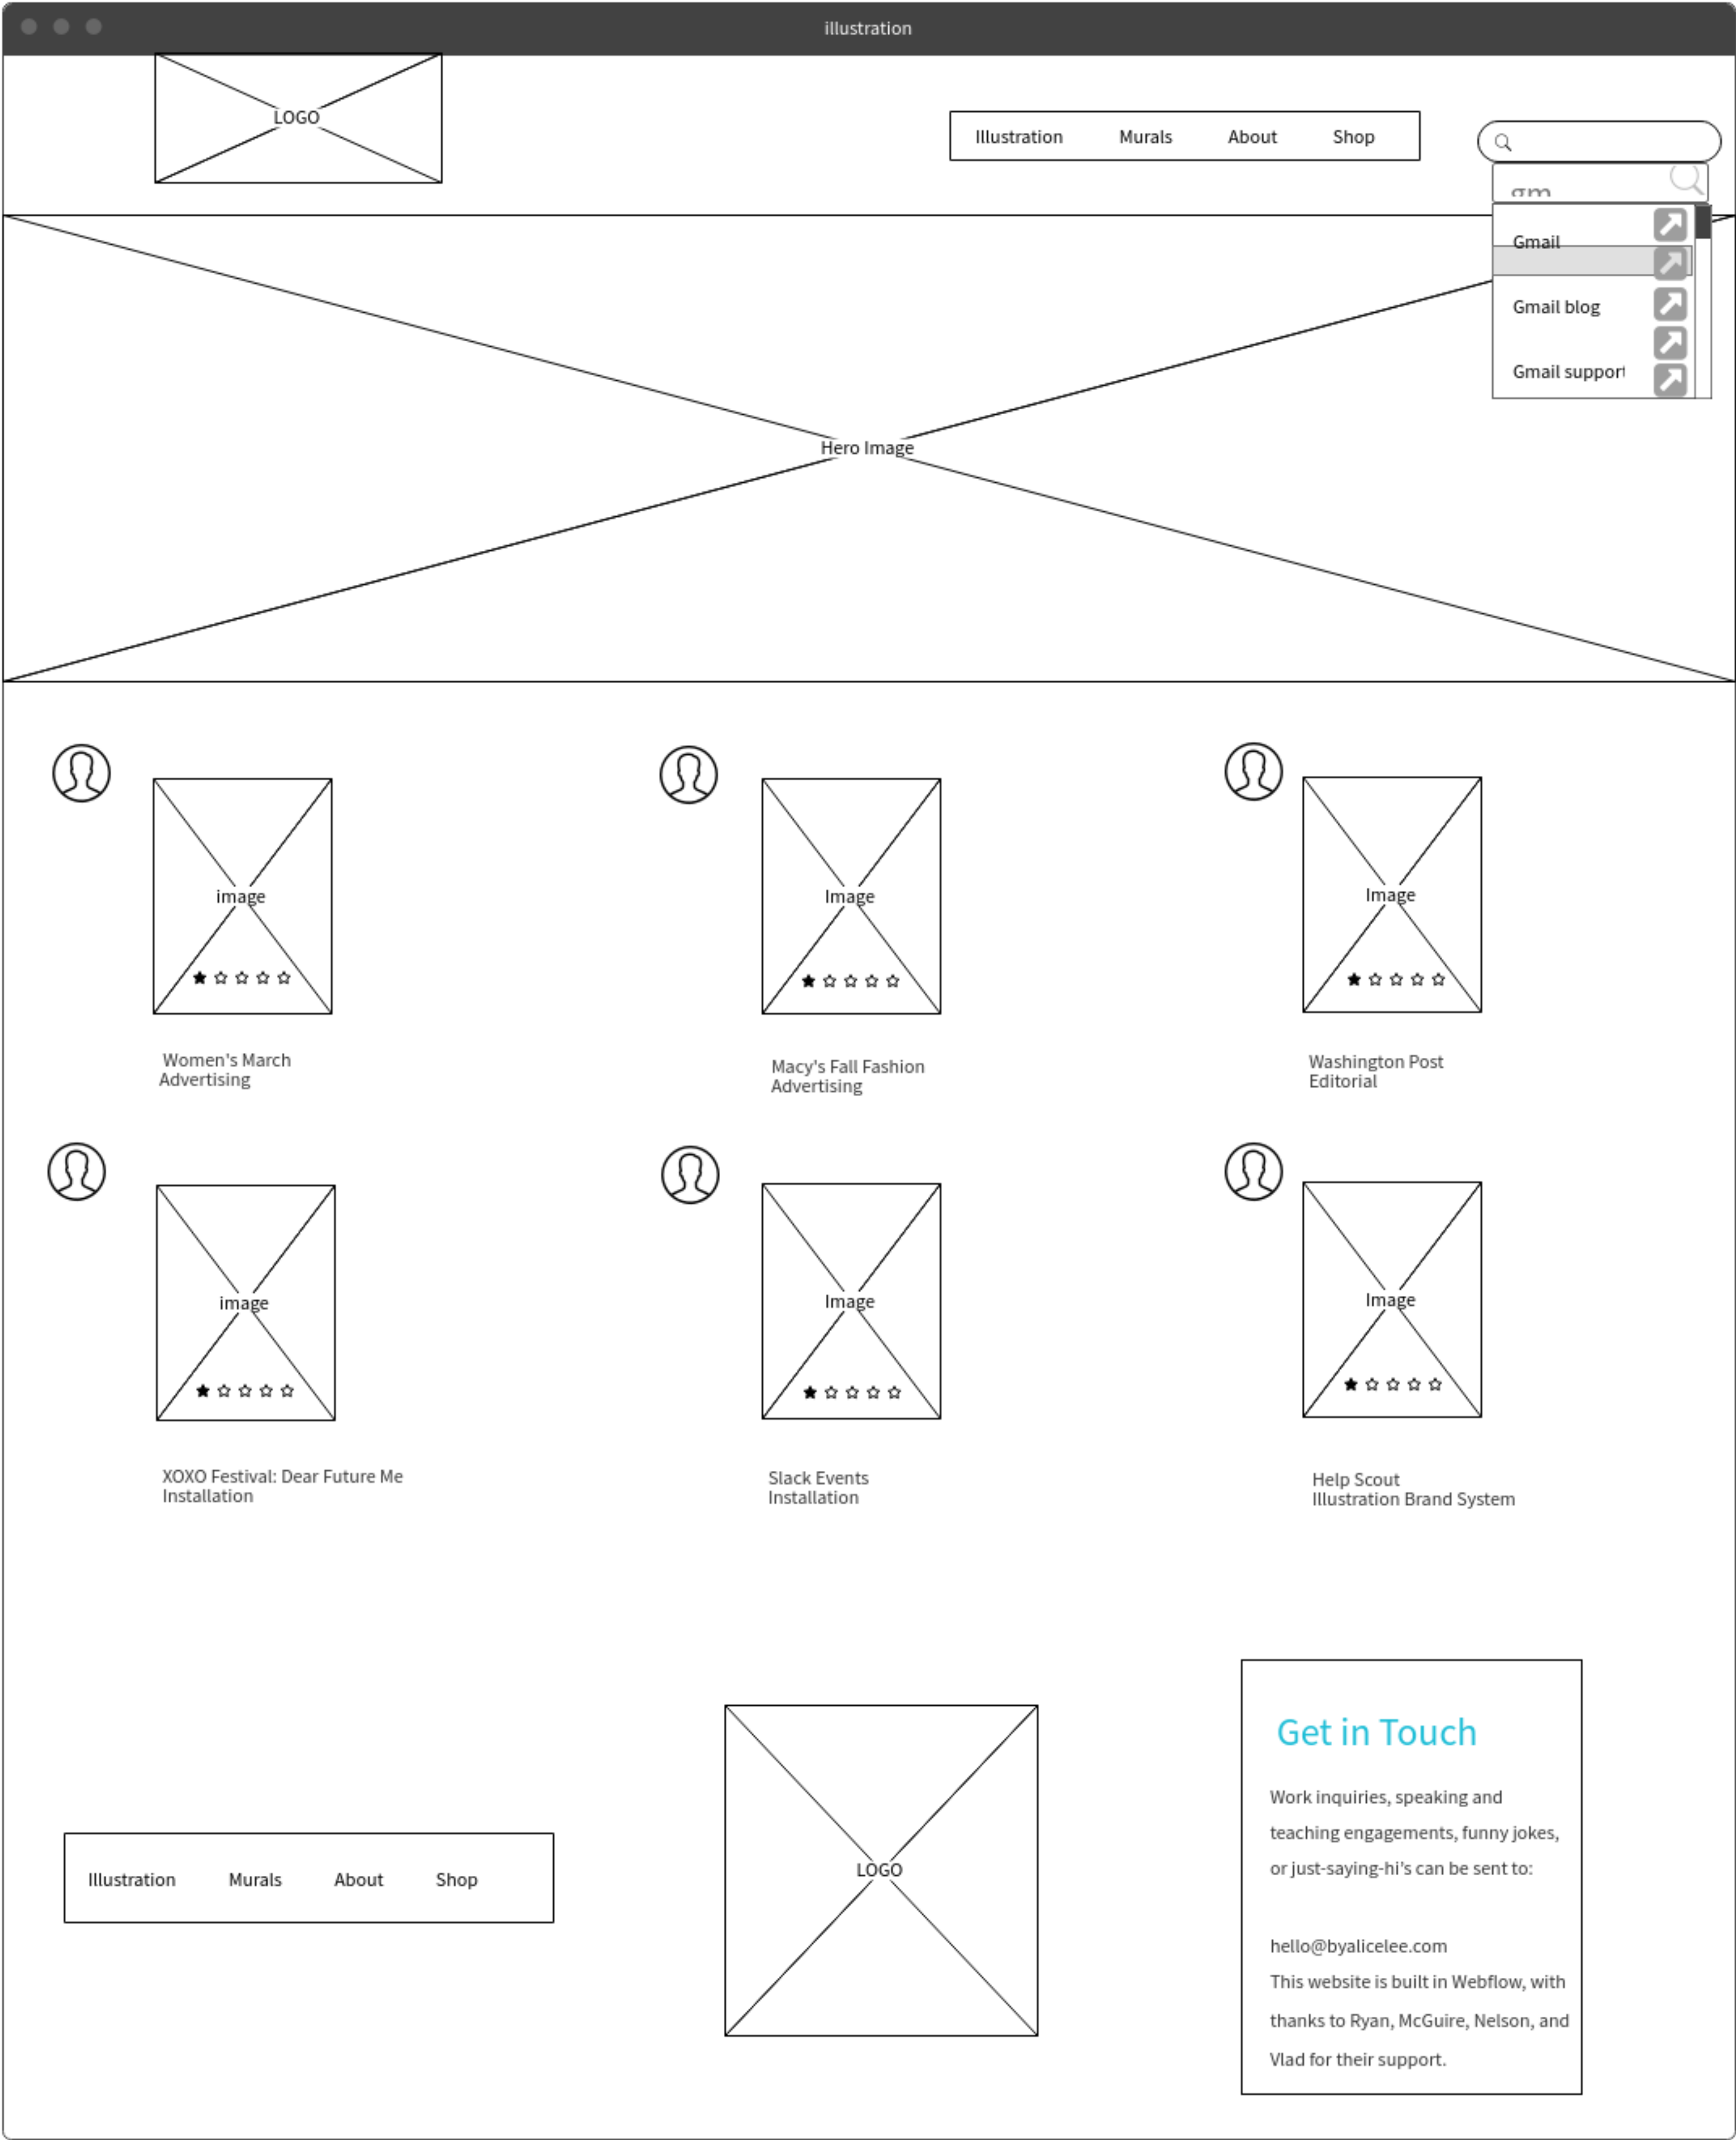 illustration
LOGO
Illustration Murals About Shop
gm
Gmail
Gmail blog
Gmail support
Hero Image
image Image Image
Women's March
Advertising
Macy's Fall Fashion
Advertising
Washington Post
Editorial
image Image Image
XOXO Festival: Dear Future Me
Installation
Slack Events
Installation
Help Scout
Illustration Brand System
Illustration Murals About Shop
LOGO
Get in Touch
Work inquiries, speaking and
teaching engagements, funny jokes,
or just-saying-hi's can be sent to:
hello@byalicelee.com
This website is built in Webflow, with
thanks to Ryan, McGuire, Nelson, and
Vlad for their support.